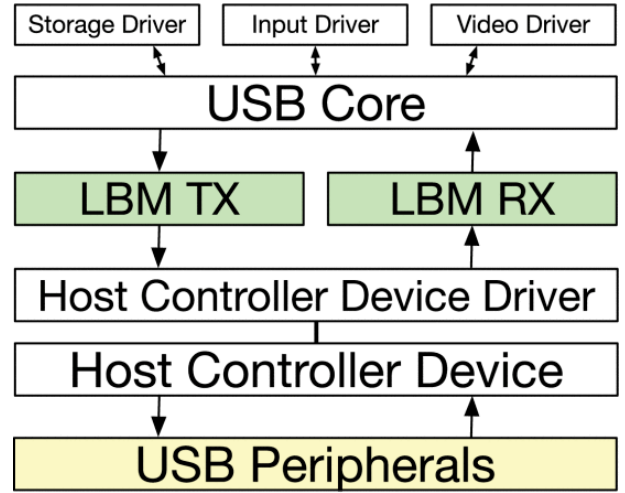 Storage Driver
Input Driver
Video Driver
USB Core
LBM TX
LBM RX
Host Controller Device Driver
Host Controller Device
USB Peripherals